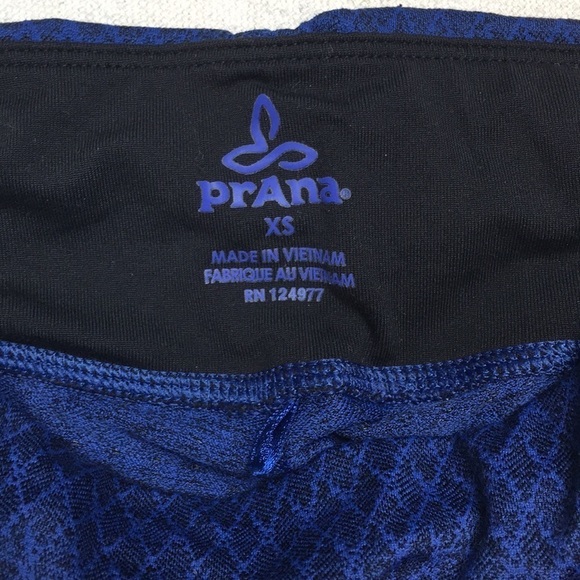 prAna®
XS
MADE IN VIETNAM
FABRIQUE AU VIETNAM
RN 124977